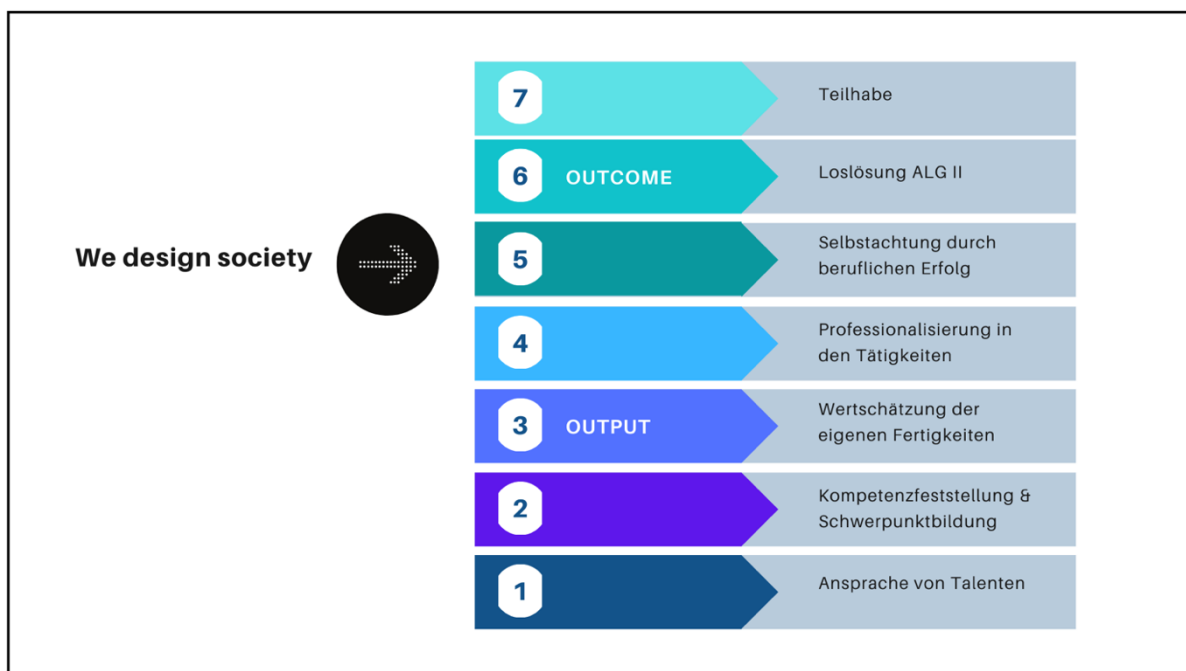 We design society
7
Teilhabe
6 OUTCOME
Loslösung ALG II
5
Selbstachtung durch
beruflichen Erfolg
4
Professionalisierung in
den Tätigkeiten
3 OUTPUT
Wertschätzung der
eigenen Fertigkeiten
2
Kompetenzfeststellung &
Schwerpunktbildung
1
Ansprache von Talenten